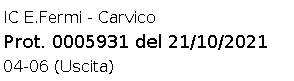 IC E.Fermi - Carvico
Prot. 0005931 del 21/10/2021
04-06 (Uscita)